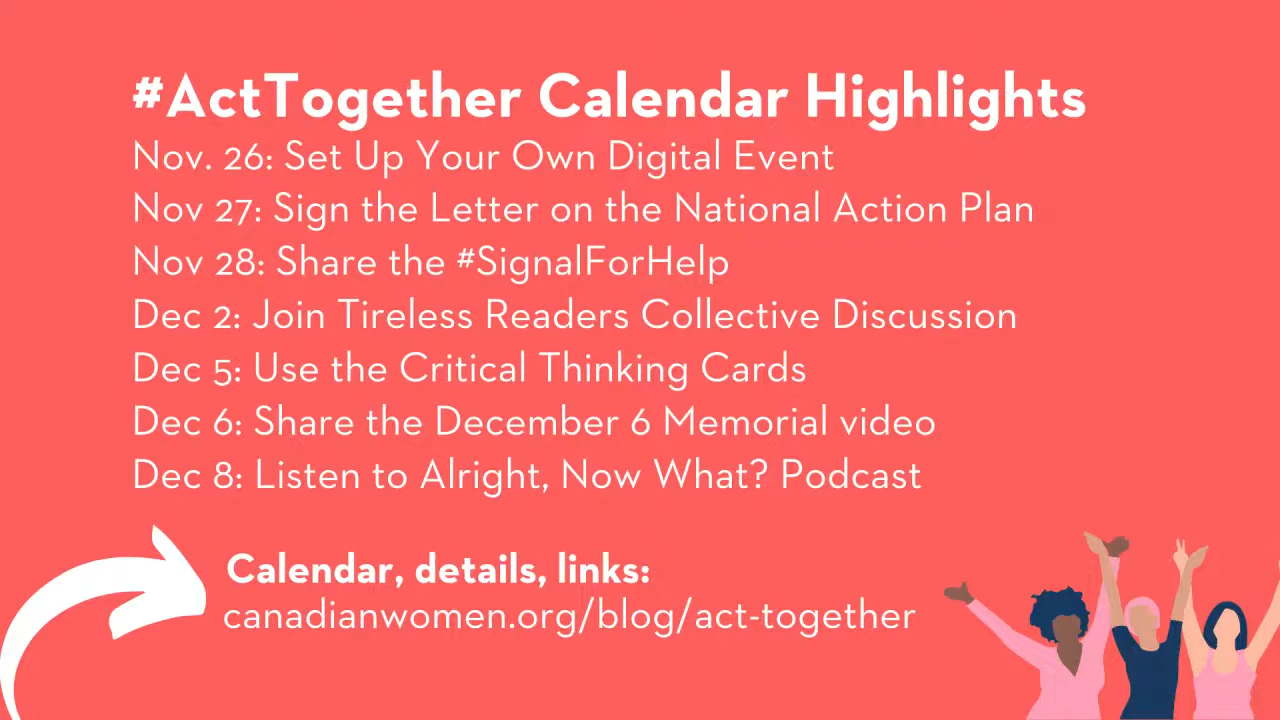 #ActTogether Calendar Highlights
Nov. 26: Set Up Your Own Digital Event
Nov 27: Sign the Letter on the National Action Plan
Nov 28: Share the #SignalForHelp
Dec 2: Join Tireless Readers Collective Discussion
Dec 5: Use the Critical Thinking Cards
Dec 6: Share the December 6 Memorial video
Dec 8: Listen to Alright, Now What? Podcast
Calendar, details, links:
canadianwomen.org/blog/act-together